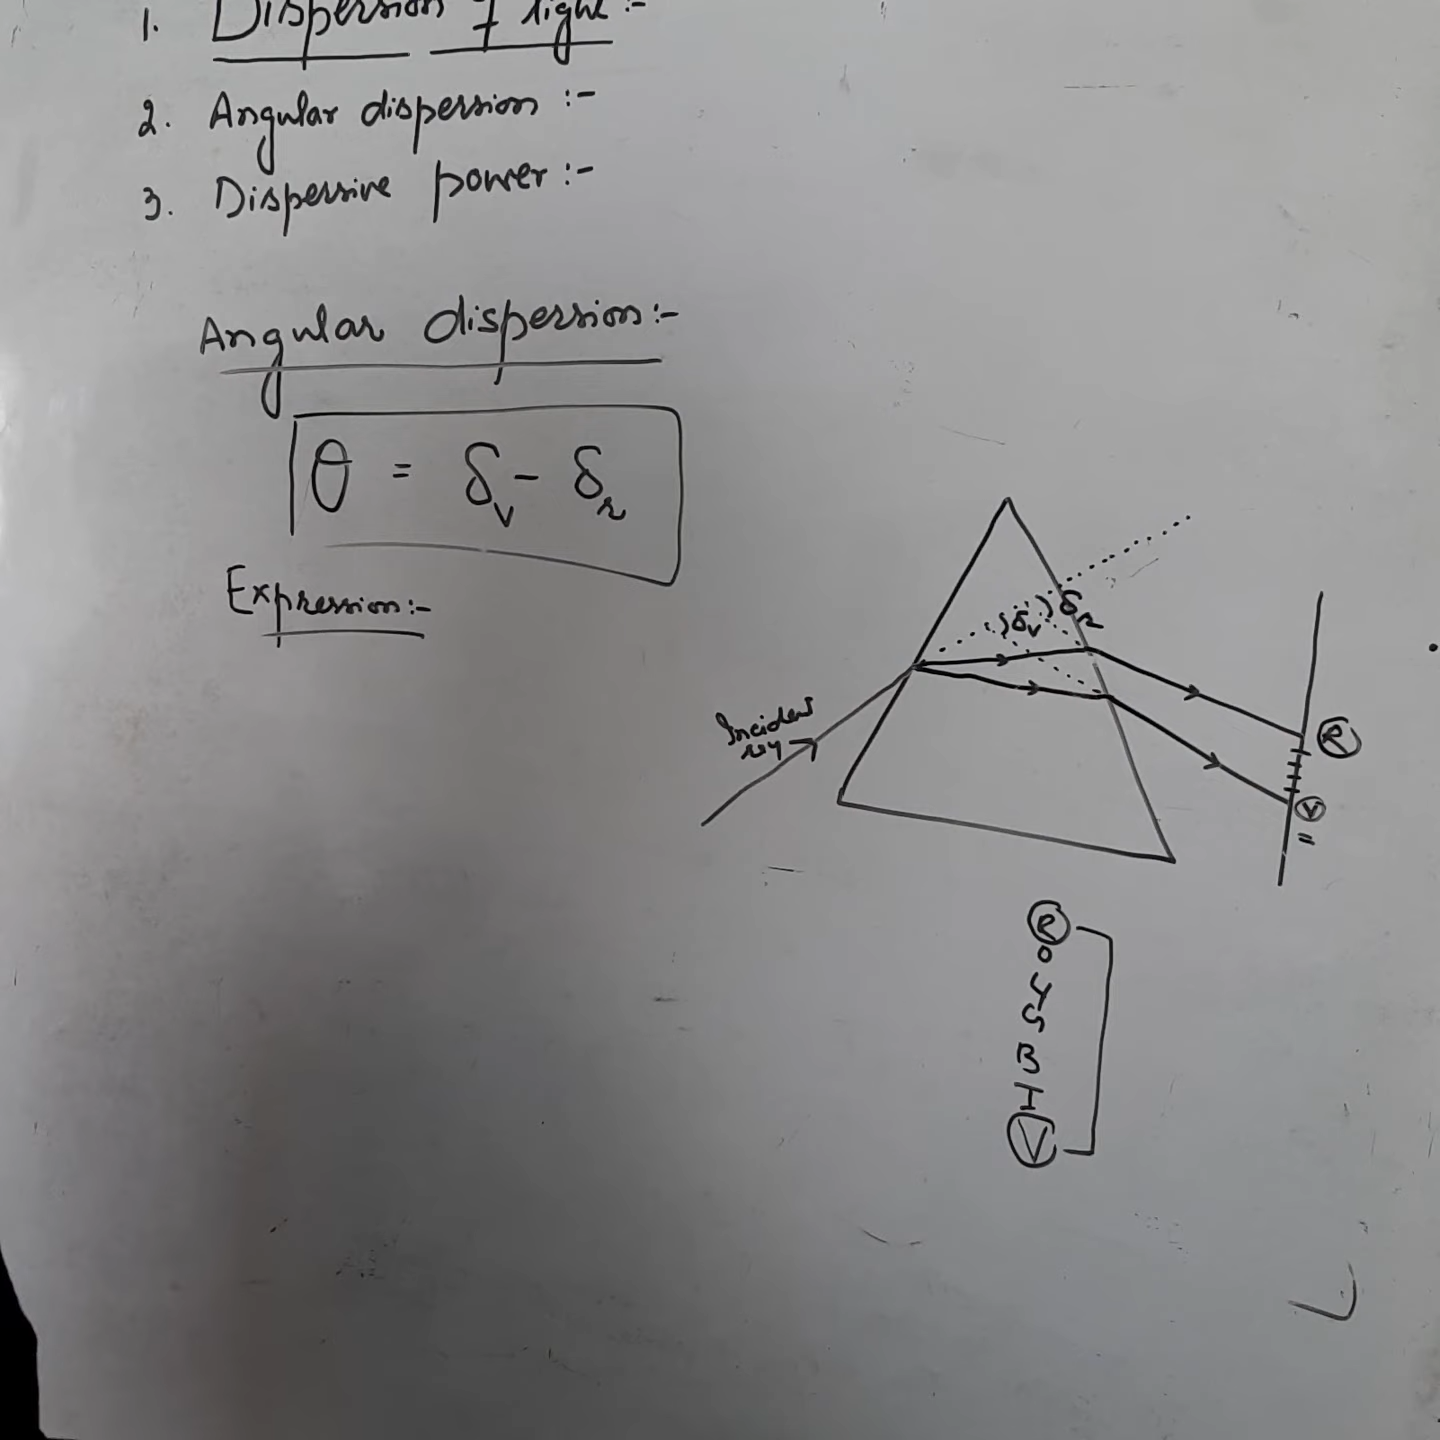 1. Dispersion of light :-
2. Angular dispersion :-
3. Dispersive power :-
Angular dispersion :-
θ = δv - δr
Expression :-
δv
δr
Incident
ray
R
V
R
O
Y
G
B
I
V